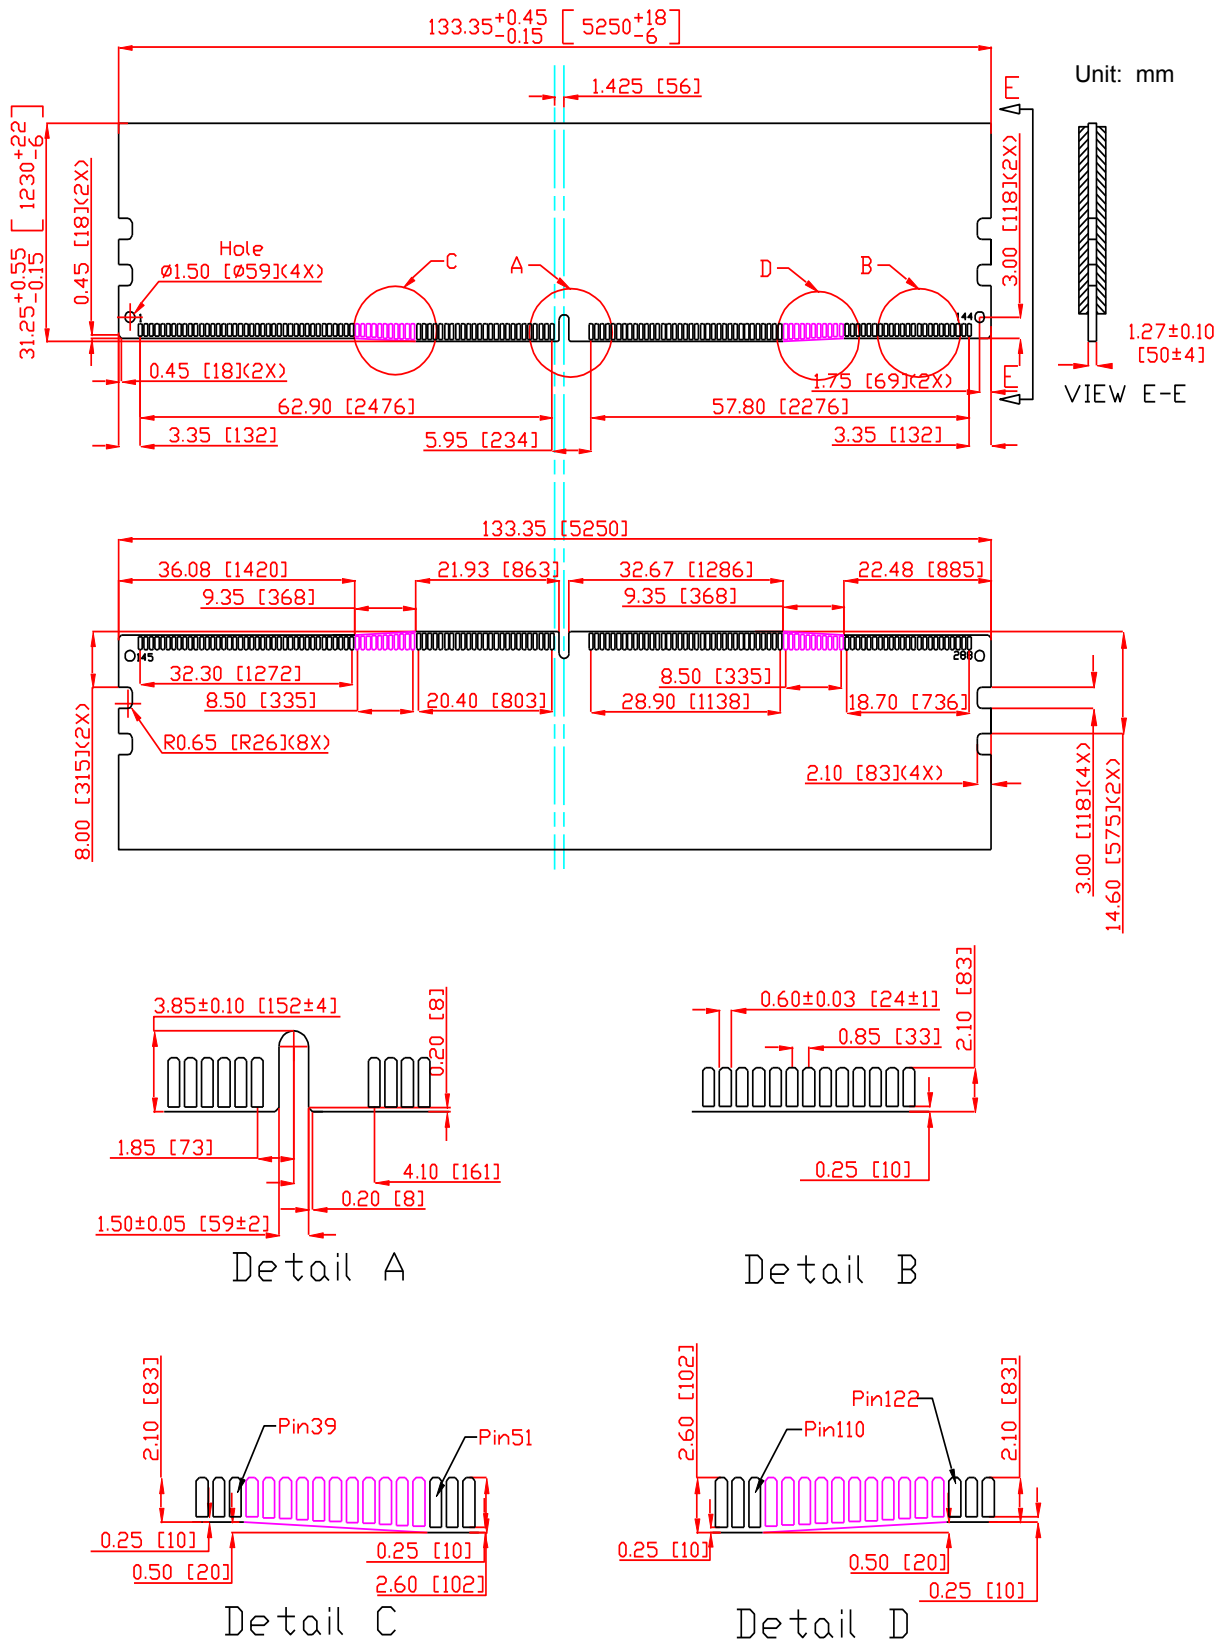 133.35+0.45-0.15 [ 5250+18-6 ]
Unit: mm
1.425 [56]
E
31.25+0.55-0.15 [ 1230+22-6 ]
0.45 [18](2X)
3.00 [118](2X)
Hole
Ø1.50 [Ø59](4X)
C
A
D
B
1
144
1.27±0.10
[50±4]
0.45 [18](2X)
1.75 [69](2X)
E
VIEW E-E
62.90 [2476]
57.80 [2276]
3.35 [132]
5.95 [234]
3.35 [132]
133.35 [5250]
36.08 [1420]
21.93 [863]
32.67 [1286]
22.48 [885]
9.35 [368]
9.35 [368]
145
288
32.30 [1272]
8.50 [335]
8.50 [335]
20.40 [803]
28.90 [1138]
18.70 [736]
R0.65 [R26](8X)
8.00 [315](2X)
2.10 [83](4X)
3.00 [118](4X)
14.60 [575](2X)
3.85±0.10 [152±4]
0.20 [8]
0.60±0.03 [24±1]
2.10 [83]
0.85 [33]
1.85 [73]
4.10 [161]
0.25 [10]
0.20 [8]
1.50±0.05 [59±2]
Detail A
Detail B
2.10 [83]
Pin39
Pin51
2.60 [102]
Pin110
Pin122
2.10 [83]
0.25 [10]
0.25 [10]
0.50 [20]
2.60 [102]
0.25 [10]
0.50 [20]
0.25 [10]
Detail C
Detail D